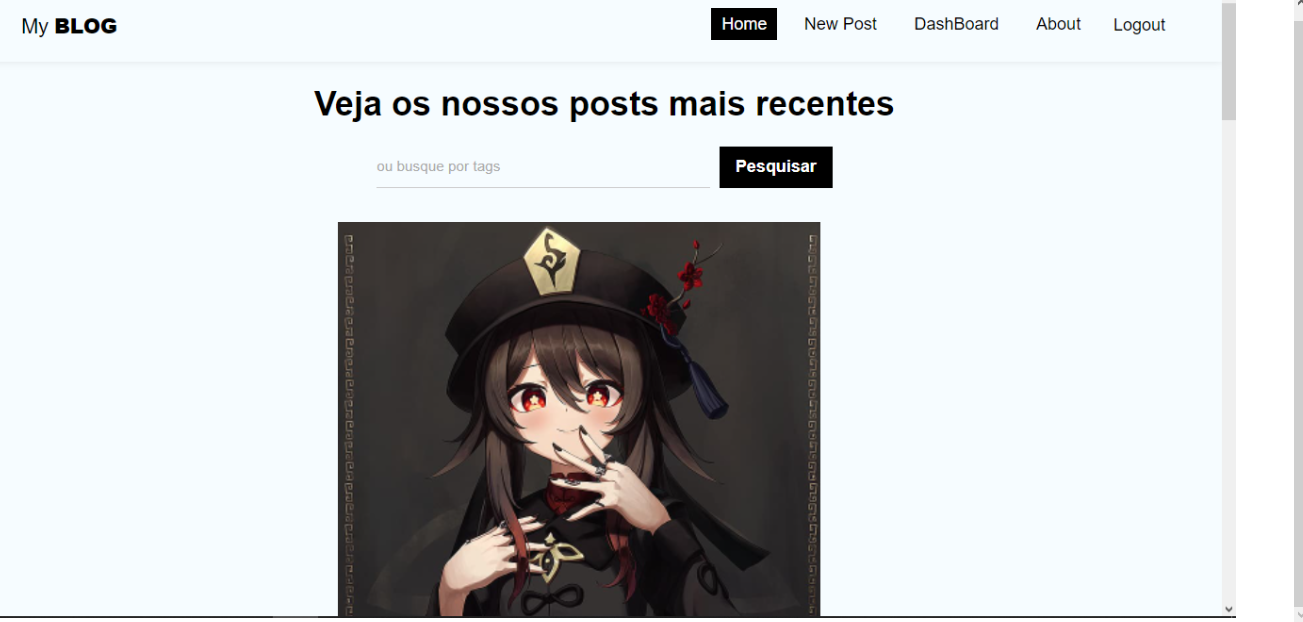 My BLOG
Home New Post DashBoard About Logout
Veja os nossos posts mais recentes
ou busque por tags Pesquisar